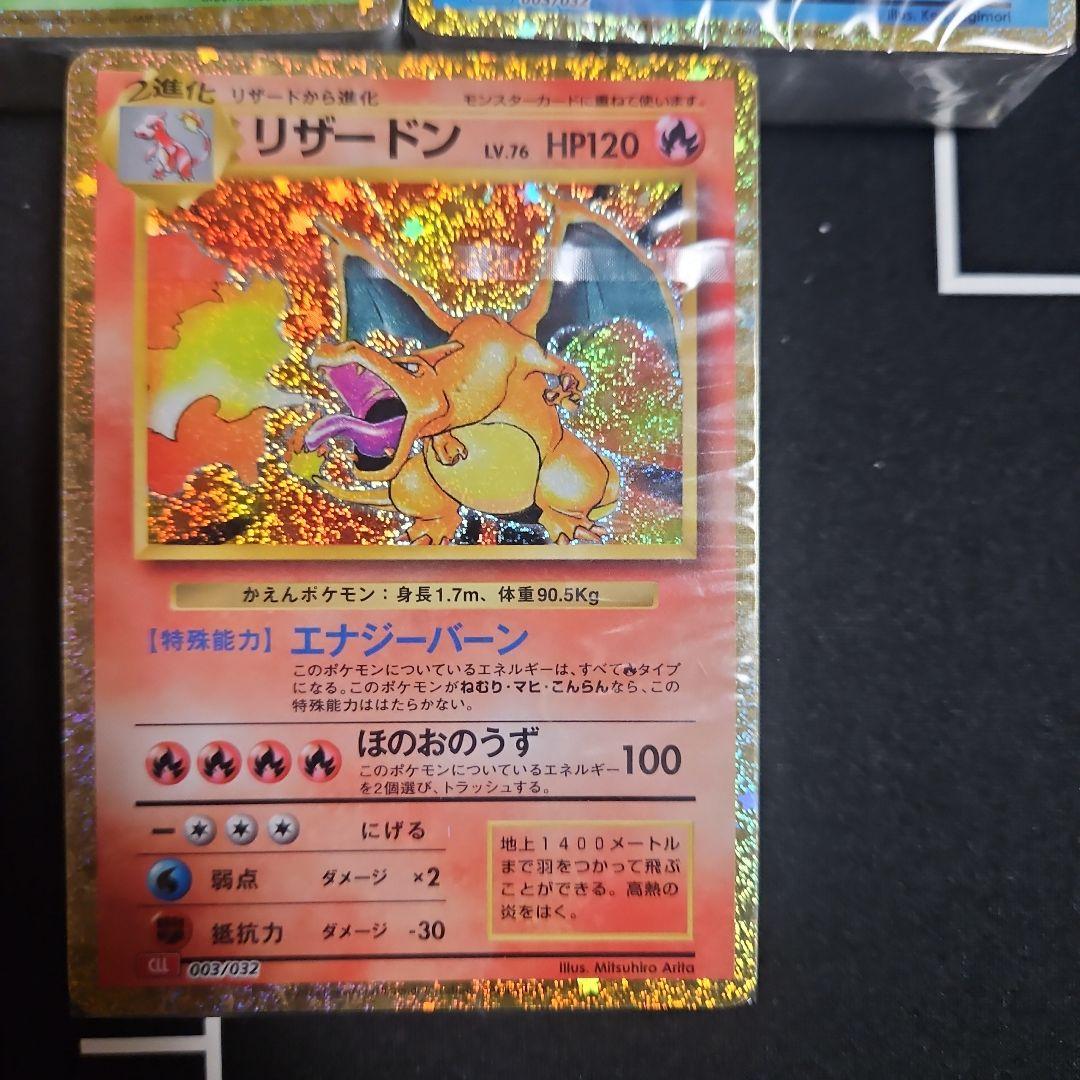 003/032
2進化 リザードから進化 モンスターカードに重ねて使います。
リザードン LV.76 HP120
かえんポケモン：身長1.7m、体重90.5Kg
【特殊能力】 エナジーバーン
このポケモンについているエネルギーは、すべてタイプ
になる。このポケモンがねむり・マヒ・こんらんなら、この
特殊能力ははたらかない。
ほのおのうず 100
このポケモンについているエネルギー
を2個選び、トラッシュする。
にげる
弱点 ダメージ ×2
抵抗力 ダメージ -30
地上１４００メートル
まで羽をつかって飛ぶ
ことができる。高熱の
炎をはく。
CLL 003/032
Illus. Mitsuhiro Arita